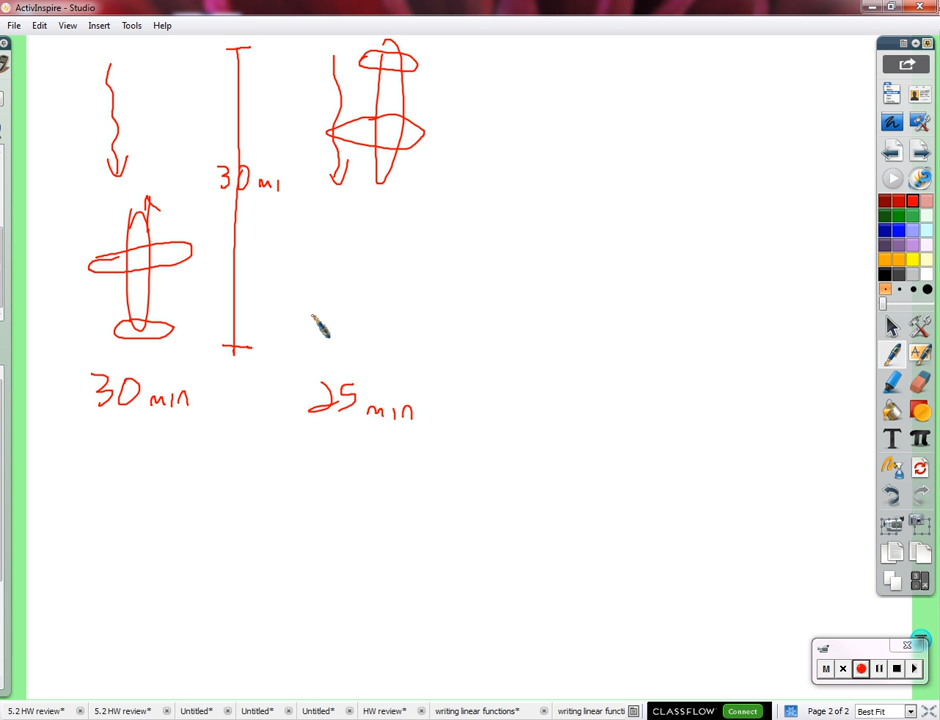 ActivInspire - Studio
File Edit View Insert Tools Help
30 mi
30 min
25 min
M
5.2 HW review* 5.2 HW review* Untitled* Untitled* Untitled* HW review* writing linear functions* writing linear functi CLASSFLOW Connect Page 2 of 2 Best Fit